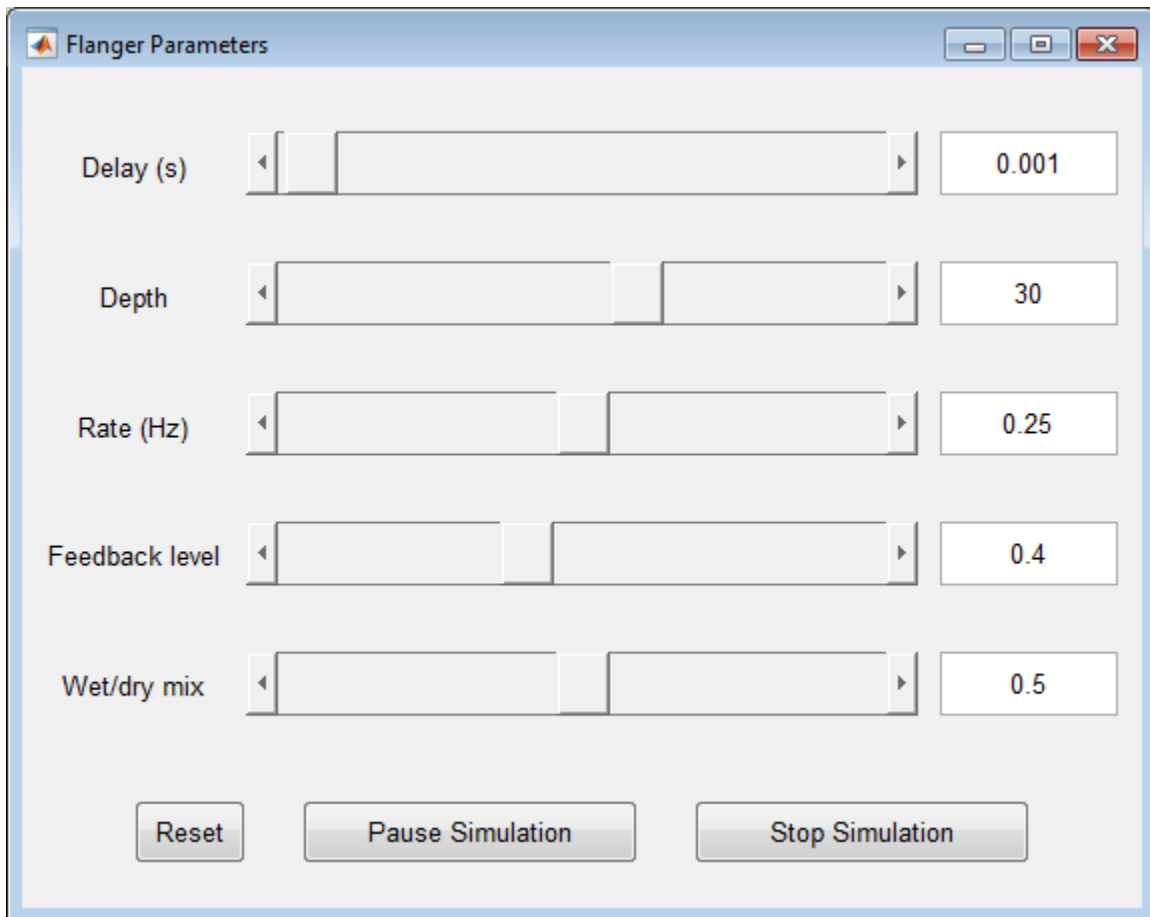 Flanger Parameters
Delay (s) 0.001
Depth 30
Rate (Hz) 0.25
Feedback level 0.4
Wet/dry mix 0.5
Reset Pause Simulation Stop Simulation